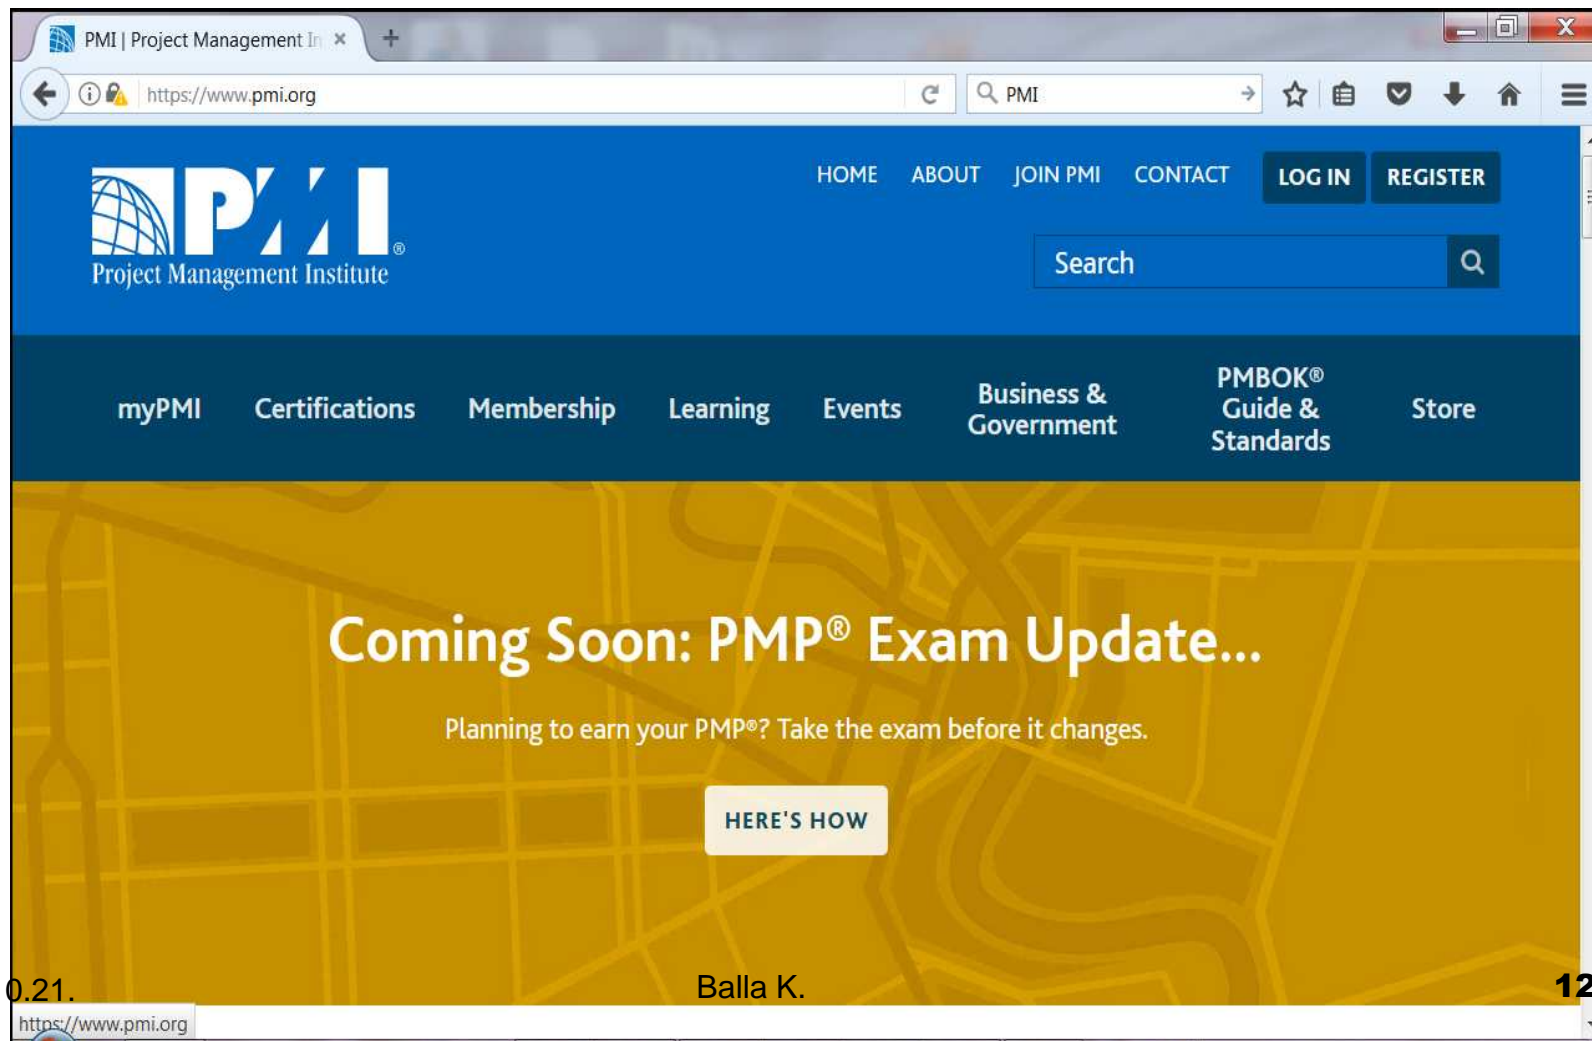 PMI | Project Management In
https://www.pmi.org
PMI
PMI®
Project Management Institute
HOME ABOUT JOIN PMI CONTACT LOG IN REGISTER
Search
myPMI Certifications Membership Learning Events Business & Government PMBOK® Guide & Standards Store
Coming Soon: PMP® Exam Update...
Planning to earn your PMP®? Take the exam before it changes.
HERE'S HOW
0.21. Balla K. 12
https://www.pmi.org